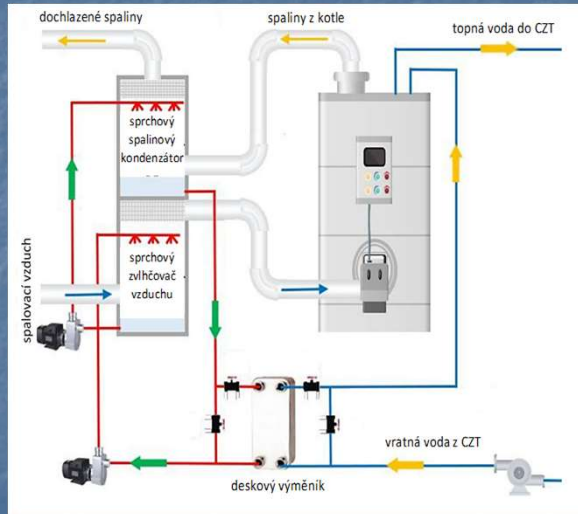 dochlazené spaliny
spaliny z kotle
topná voda do CZT
sprchový
spalinový
kondenzátor
sprchový
zvlhčovač
vzduchu
spalovací vzduch
vratná voda z CZT
deskový výměník